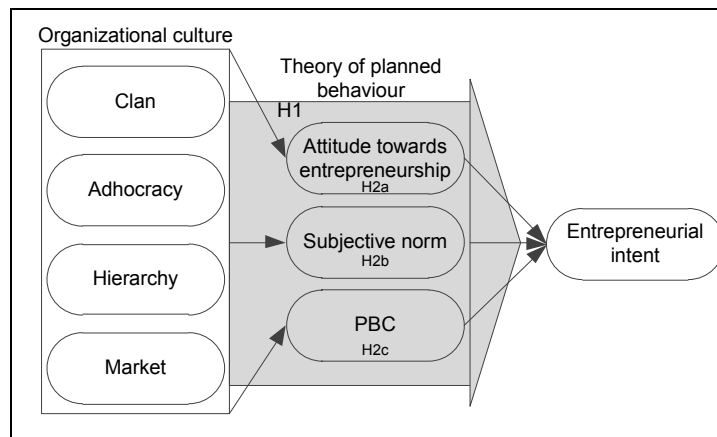 Organizational culture
Clan
Adhocracy
Hierarchy
Market
Theory of planned
behaviour
H1
Attitude towards
entrepreneurship
H2a
Subjective norm
H2b
PBC
H2c
Entrepreneurial
intent